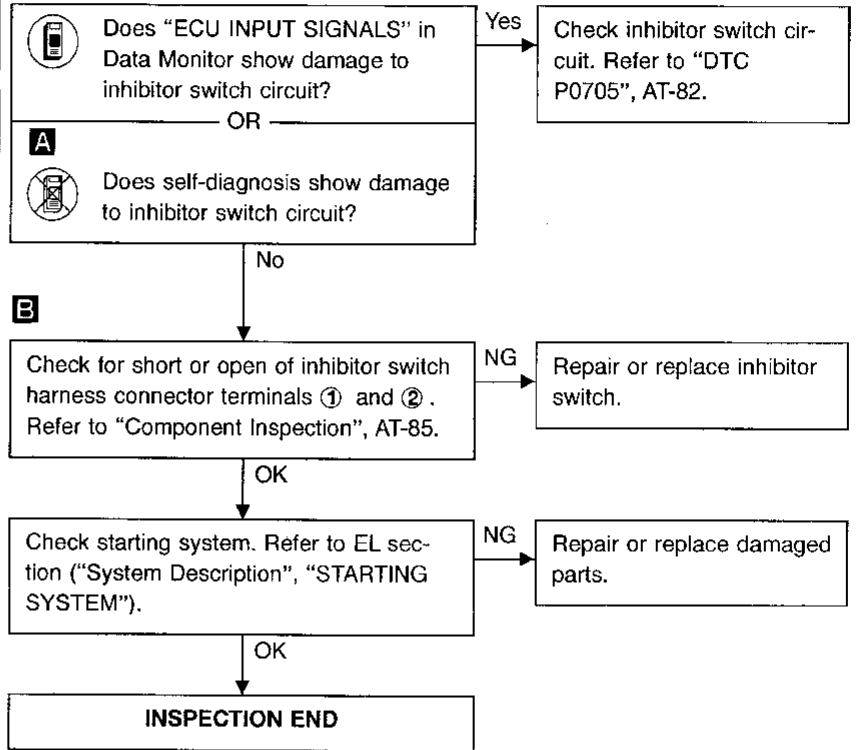 Does “ECU INPUT SIGNALS” in
Data Monitor show damage to
inhibitor switch circuit?
Yes
Check inhibitor switch cir-
cuit. Refer to “DTC
P0705”, AT-82.
OR
A
Does self-diagnosis show damage
to inhibitor switch circuit?
No
B
Check for short or open of inhibitor switch
harness connector terminals ① and ② .
Refer to “Component Inspection”, AT-85.
NG
Repair or replace inhibitor
switch.
OK
Check starting system. Refer to EL sec-
tion (“System Description”, “STARTING
SYSTEM”).
NG
Repair or replace damaged
parts.
OK
INSPECTION END